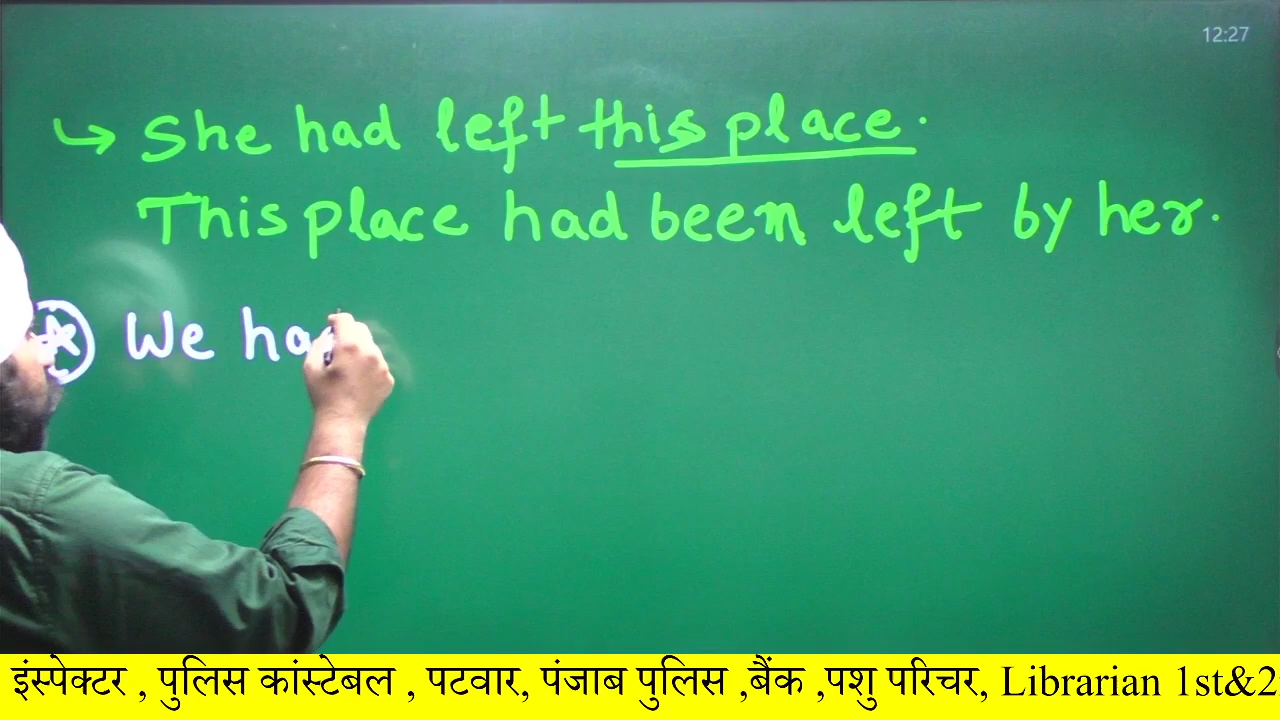 12:27
She had left this place.
This place had been left by her.
We
इंस्पेक्टर , पुलिस कांस्टेबल , पटवार, पंजाब पुलिस ,बैंक ,पशु परिचर, Librarian 1st&2